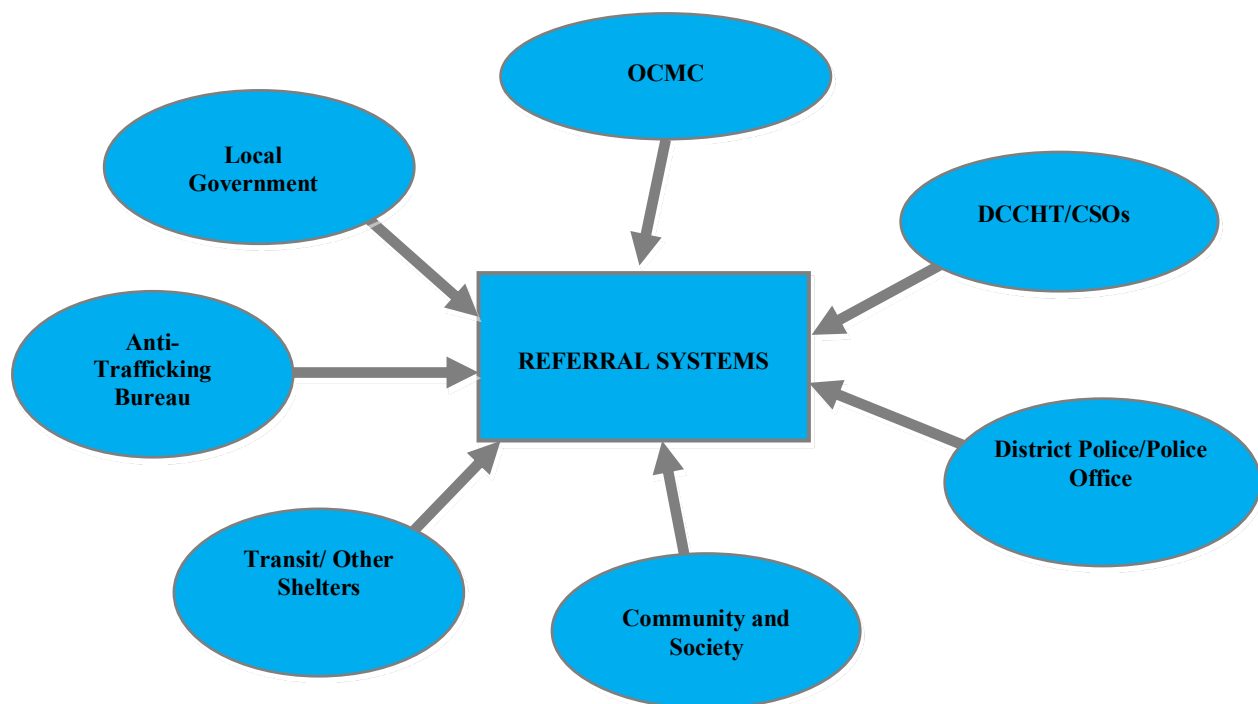 OCMC
Local
Government
DCCHT/CSOs
Anti-
Trafficking
Bureau
REFERRAL SYSTEMS
District Police/Police
Office
Transit/ Other
Shelters
Community and
Society